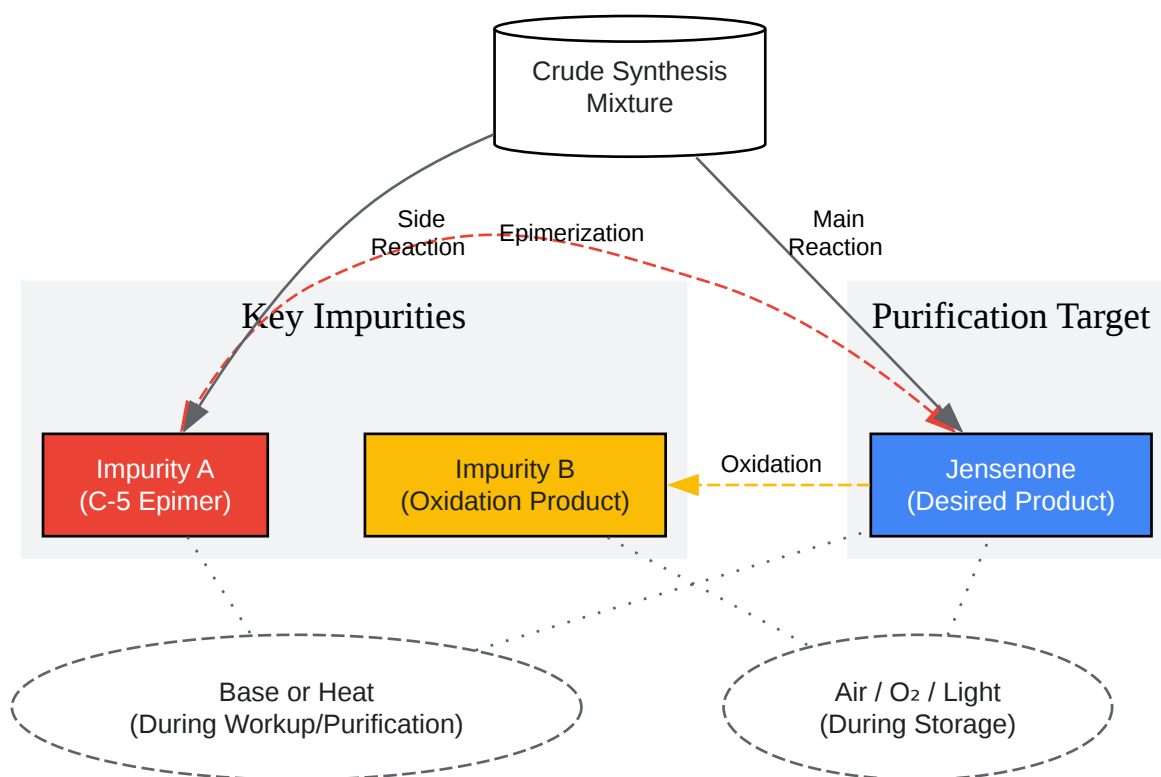 Crude Synthesis
Mixture
Side
Reaction
Epimerization
Main
Reaction
Key Impurities
Purification Target
Impurity A
(C-5 Epimer)
Impurity B
(Oxidation Product)
Oxidation
Jensenone
(Desired Product)
Base or Heat
(During Workup/Purification)
Air / O₂ / Light
(During Storage)